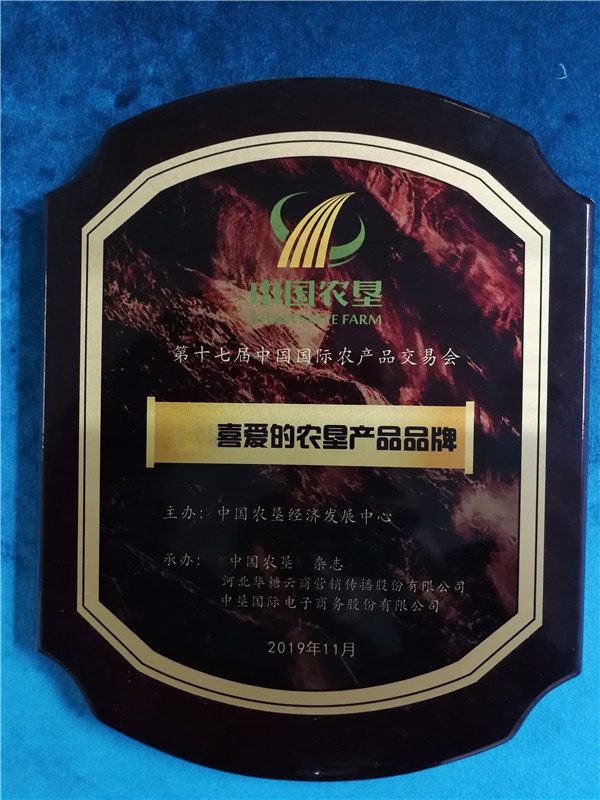 中国农垦
CHINA STATE FARM
第十七届中国国际农产品交易会
喜爱的农垦产品品牌
主办：中国农垦经济发展中心
承办：《中国农垦》杂志
河北华糖云商营销传播股份有限公司
中垦国际电子商务股份有限公司
2019年11月